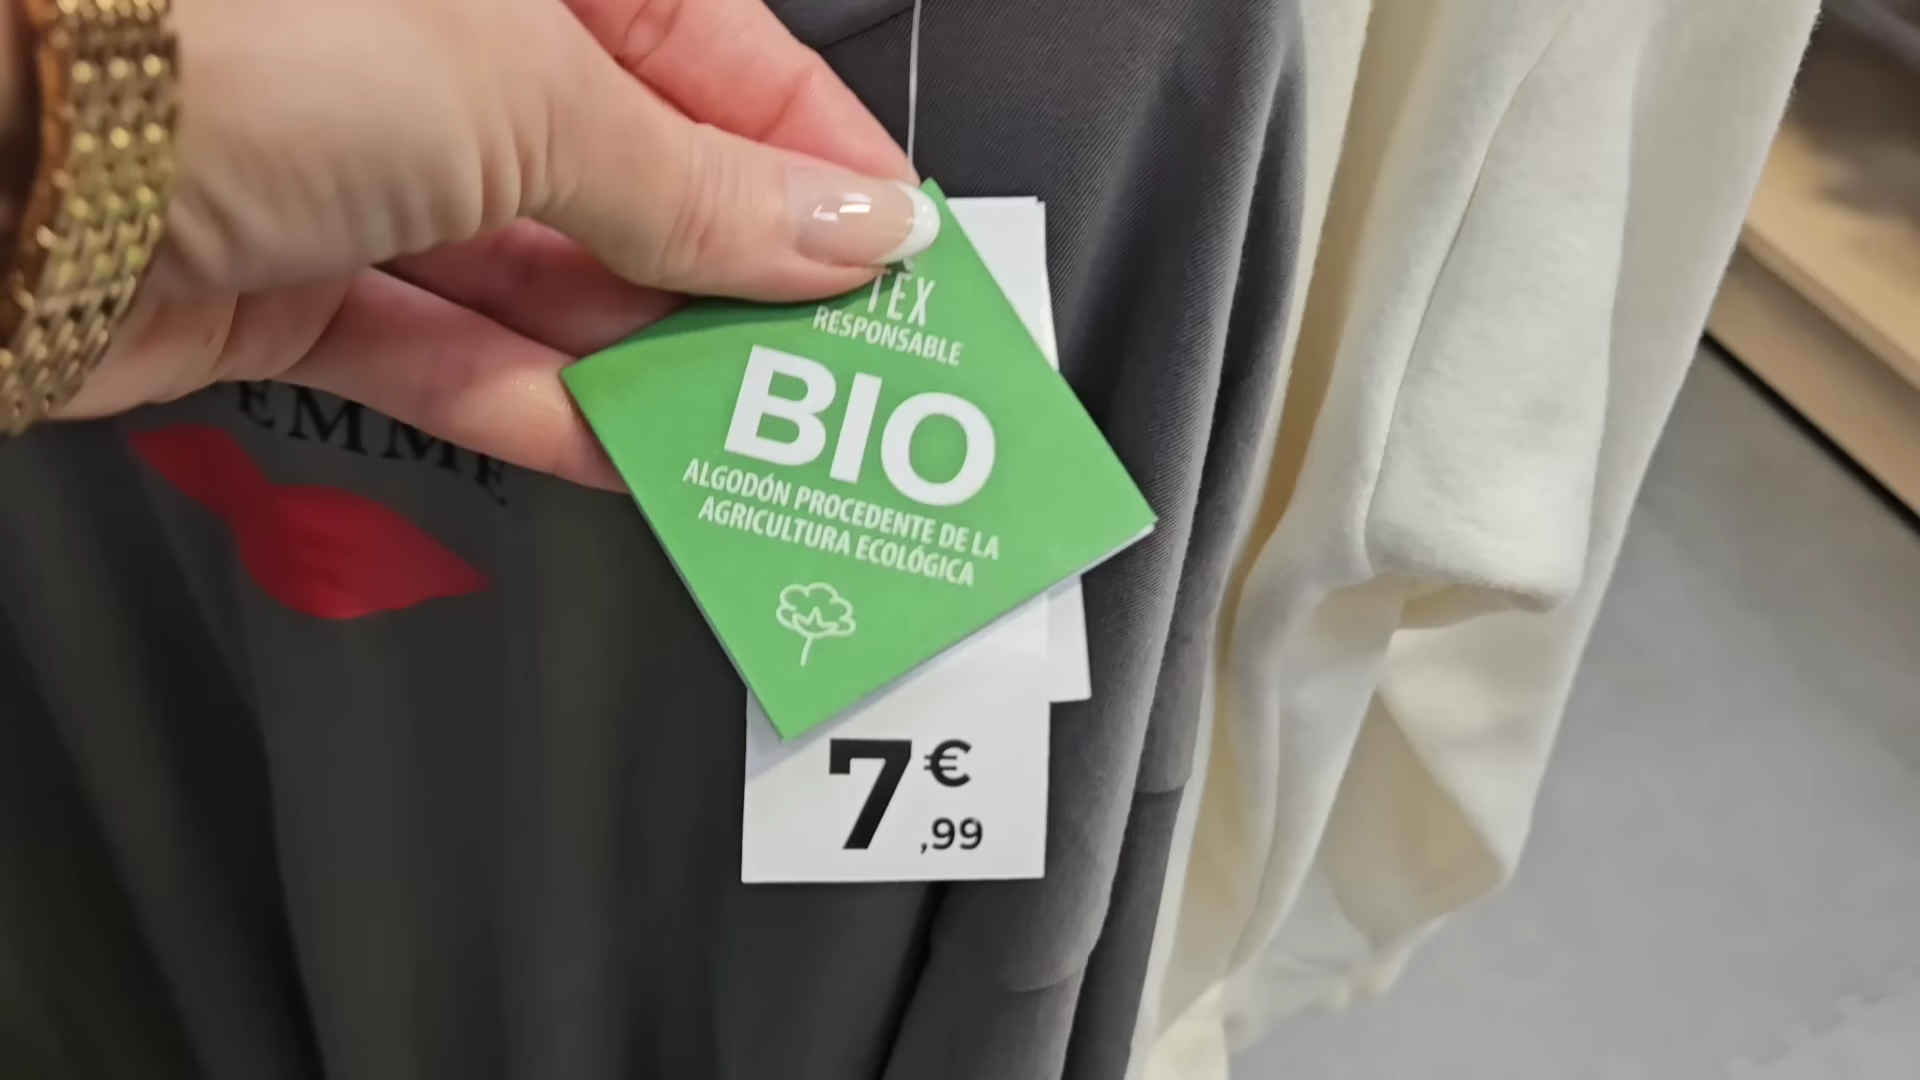 TEX
RESPONSABLE
BIO
ALGODÓN PROCEDENTE DE LA
AGRICULTURA ECOLÓGICA
EMME
7€
,99